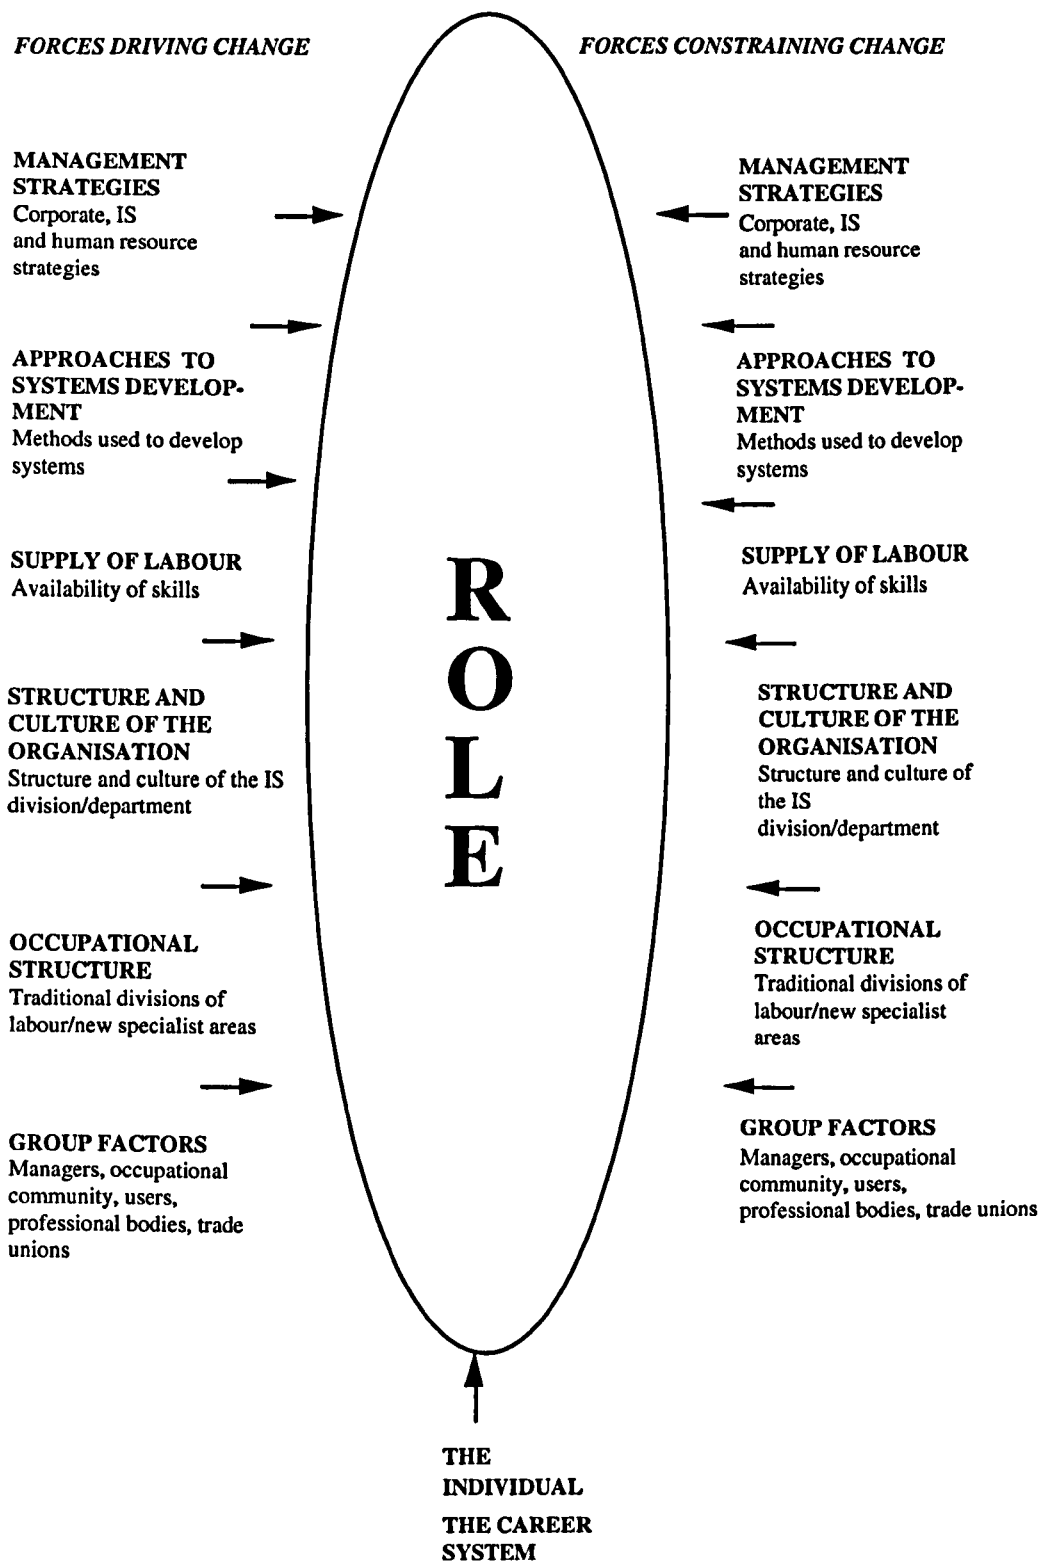 FORCES DRIVING CHANGE
FORCES CONSTRAINING CHANGE
MANAGEMENT
STRATEGIES
Corporate, IS
and human resource
strategies
APPROACHES TO
SYSTEMS DEVELOP-
MENT
Methods used to develop
systems
SUPPLY OF LABOUR
Availability of skills
STRUCTURE AND
CULTURE OF THE
ORGANISATION
Structure and culture of the IS
division/department
OCCUPATIONAL
STRUCTURE
Traditional divisions of
labour/new specialist areas
GROUP FACTORS
Managers, occupational
community, users,
professional bodies, trade
unions
R
O
L
E
MANAGEMENT
STRATEGIES
Corporate, IS
and human resource
strategies
APPROACHES TO
SYSTEMS DEVELOP-
MENT
Methods used to develop
systems
SUPPLY OF LABOUR
Availability of skills
STRUCTURE AND
CULTURE OF THE
ORGANISATION
Structure and culture of
the IS
division/department
OCCUPATIONAL
STRUCTURE
Traditional divisions of
labour/new specialist
areas
GROUP FACTORS
Managers, occupational
community, users,
professional bodies, trade unions
THE
INDIVIDUAL
THE CAREER
SYSTEM